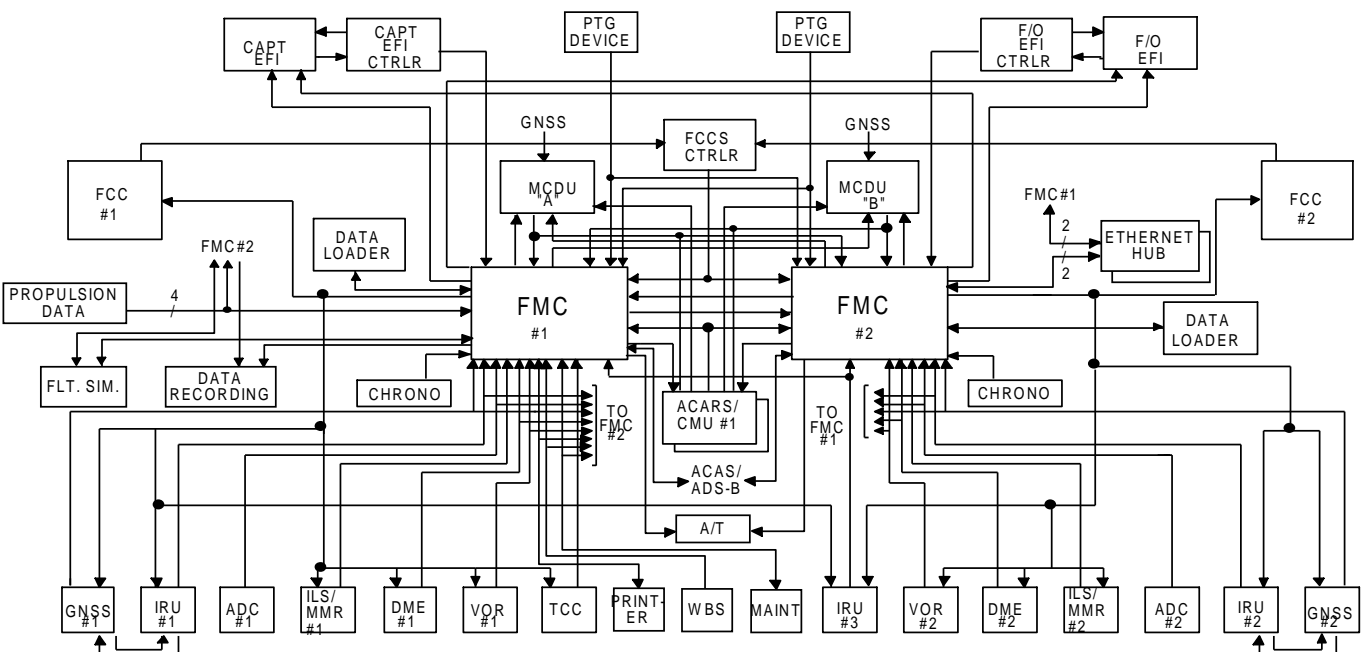 CAPT
EFI
CAPT
EFI
CTRLR
PTG
DEVICE
PTG
DEVICE
F/O
EFI
CTRLR
F/O
EFI
GNSS
FCCS
CTRLR
GNSS
FCC
#1
MCDU
"A"
MCDU
"B"
FMC#1
FCC
#2
DATA
LOADER
FMC#2
ETHERNET
HUB
2
2
PROPULSION
DATA
4
FMC
#1
FMC
#2
DATA
LOADER
FLT. SIM.
DATA
RECORDING
CHRONO
CHRONO
TO
FMC
#2
ACARS/
CMU #1
TO
FMC
#1
ACAS/
ADS-B
A/T
GNSS
#1
IRU
#1
ADC
#1
ILS/
MMR
#1
DME
#1
VOR
#1
TCC
PRINT-
ER
WBS
MAINT
IRU
#3
VOR
#2
DME
#2
ILS/
MMR
#2
ADC
#2
IRU
#2
GNSS
#2